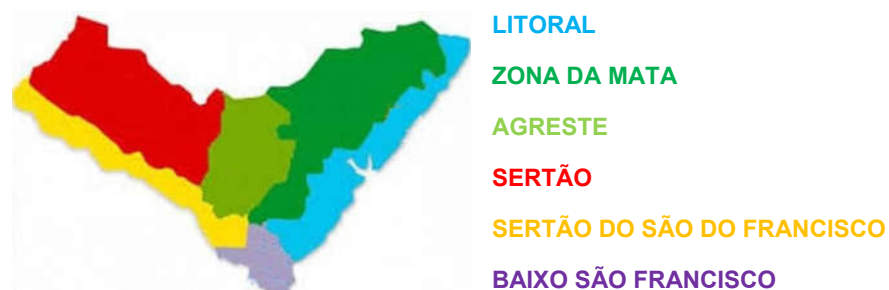 LITORAL
ZONA DA MATA
AGRESTE
SERTÃO
SERTÃO DO SÃO DO FRANCISCO
BAIXO SÃO FRANCISCO